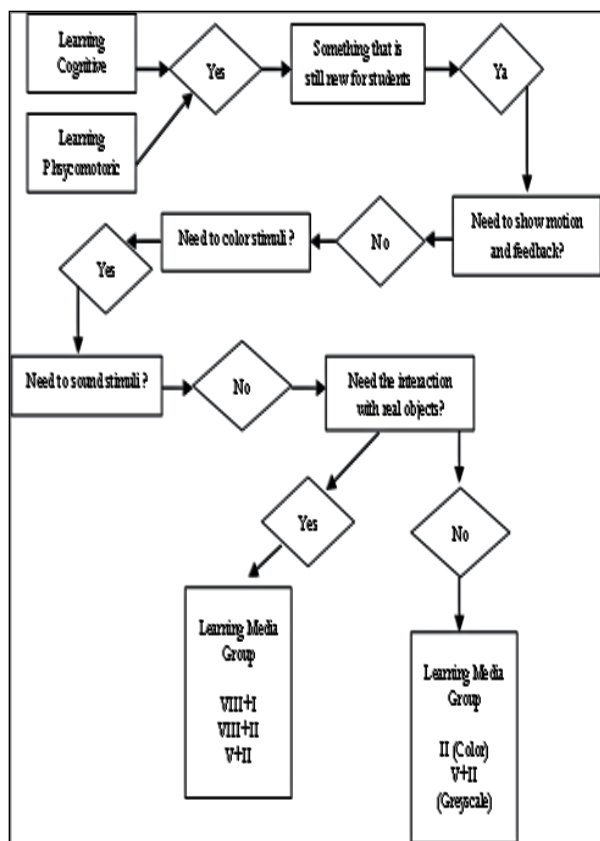 Learning
Cognitive
Yes
Something that is
still new for students
Ya
Learning
Phsycomotoric
Need to show motion
and feedback?
No
Need to color stimuli ?
Yes
Need to sound stimuli ?
No
Need the interaction
with real objects?
Yes
No
Learning Media
Group
VIII+I
VIII+II
V+II
Learning Media
Group
II (Color)
V+II
(Greyscale)